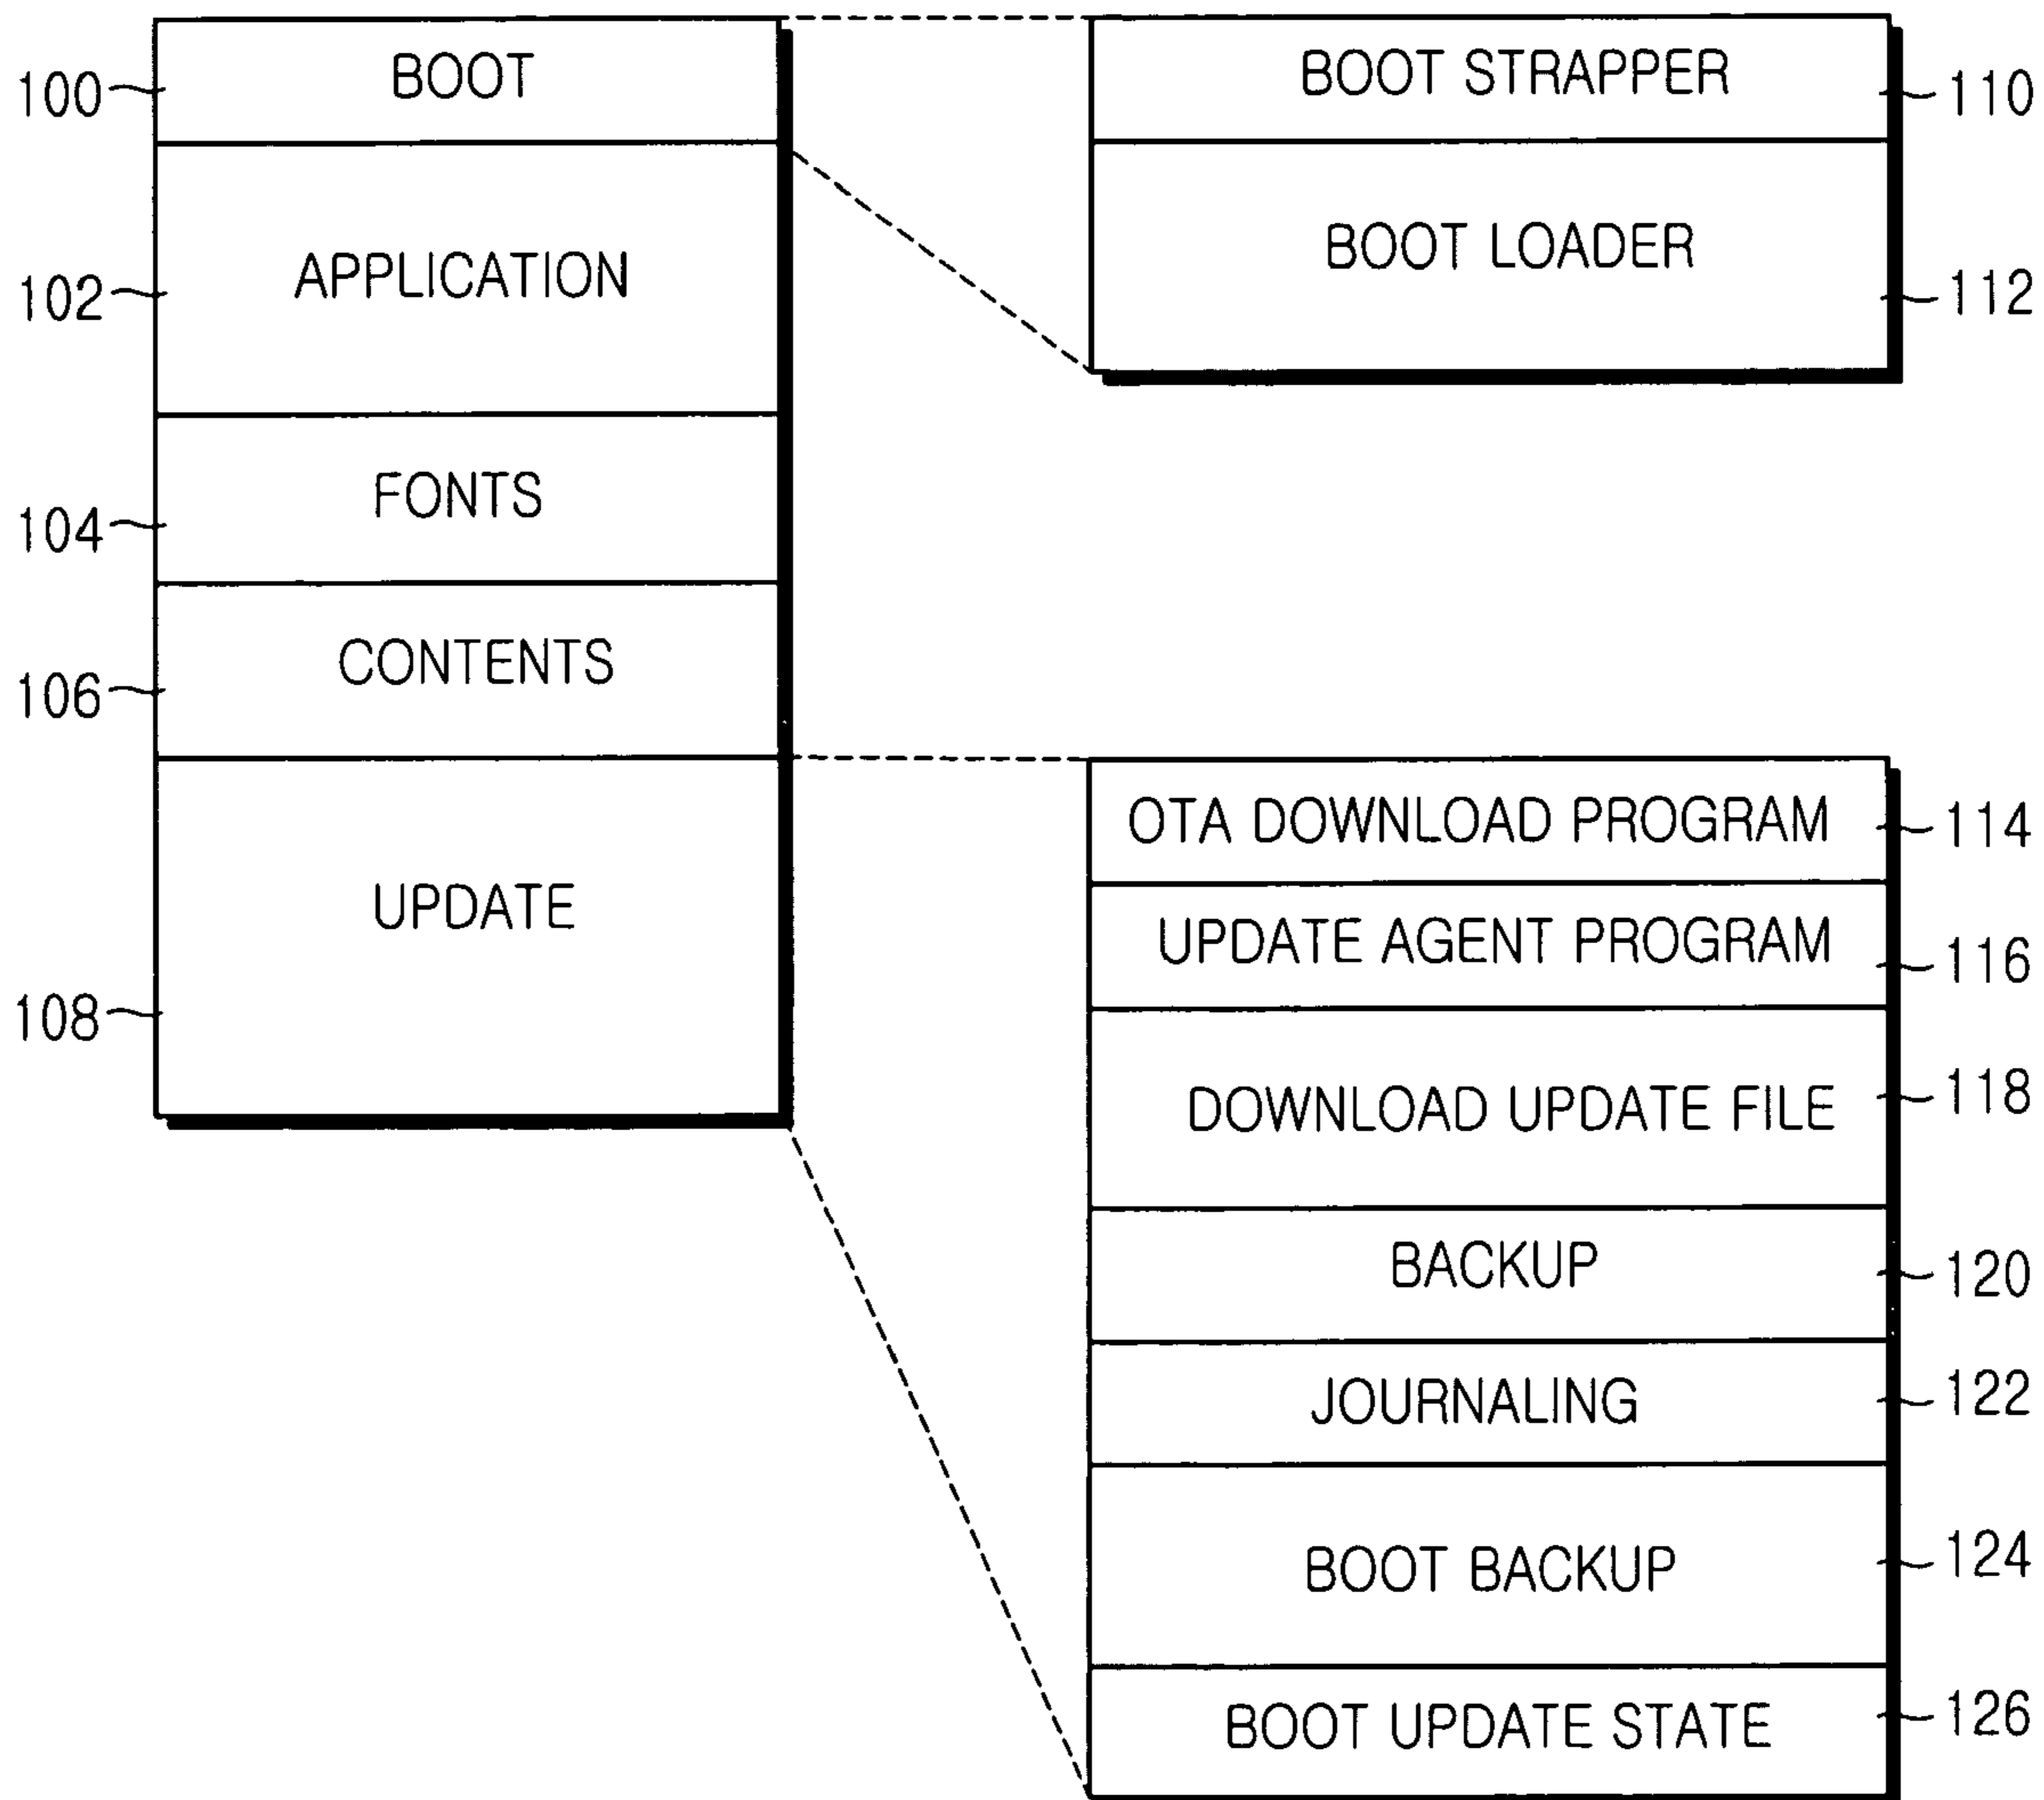 BOOT
100
APPLICATION
102
FONTS
104
CONTENTS
106
UPDATE
108
BOOT STRAPPER
110
BOOT LOADER
112
OTA DOWNLOAD PROGRAM
114
UPDATE AGENT PROGRAM
116
DOWNLOAD UPDATE FILE
118
BACKUP
120
JOURNALING
122
BOOT BACKUP
124
BOOT UPDATE STATE
126